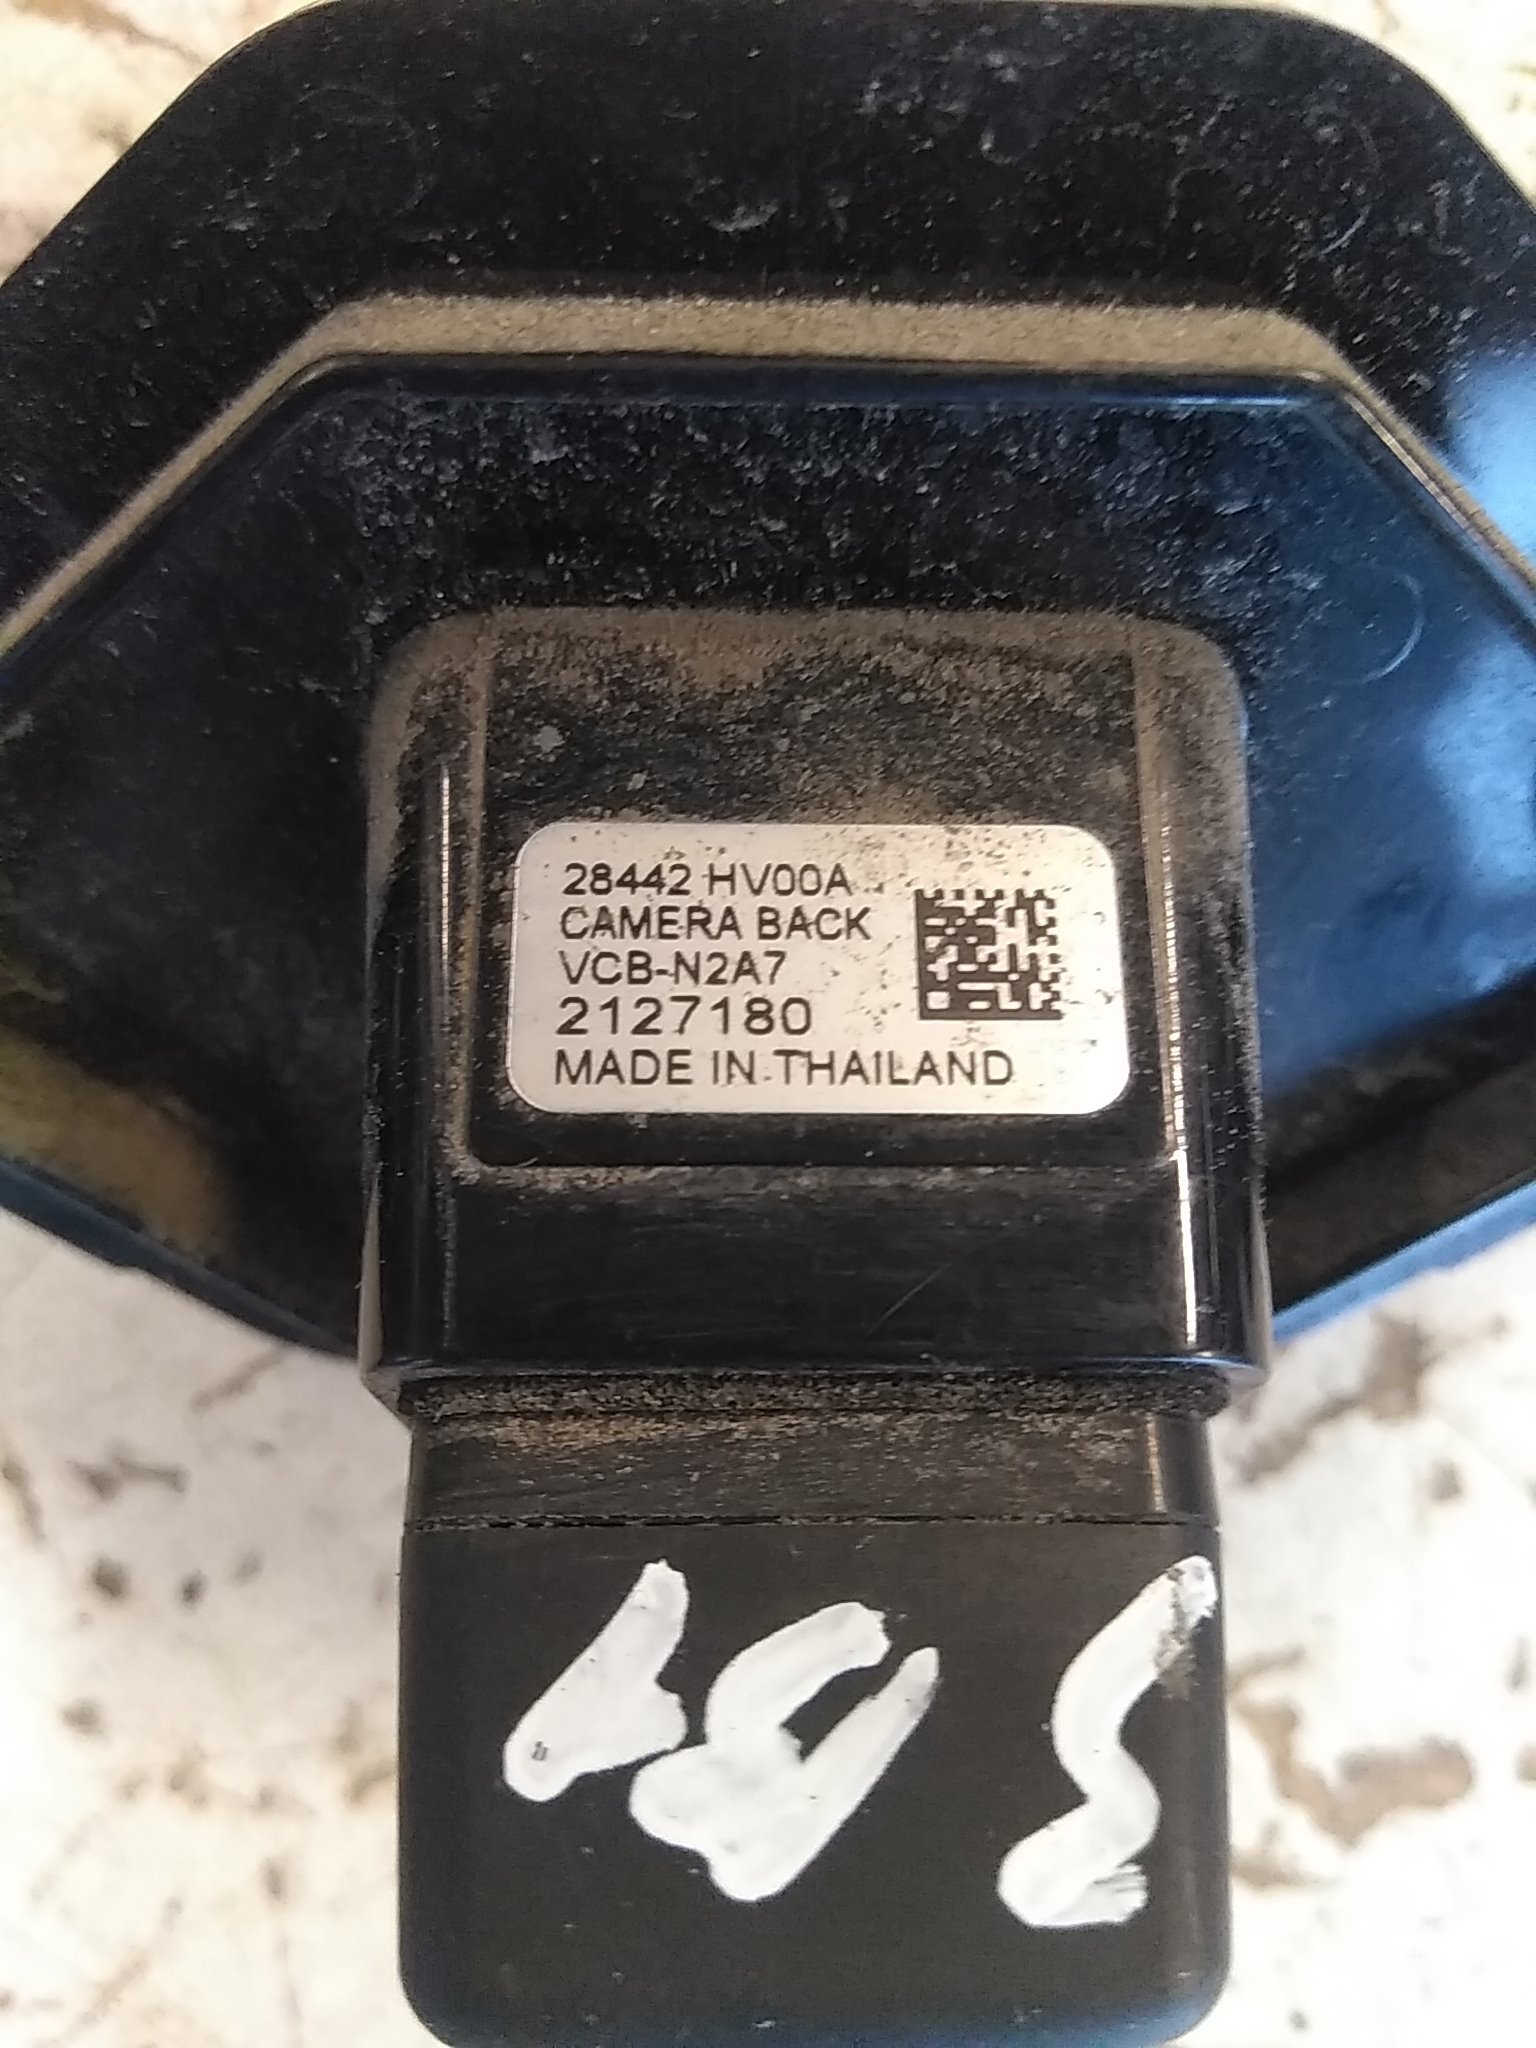 28442 HV00A
CAMERA BACK
VCB-N2A7
2127180
MADE IN THAILAND